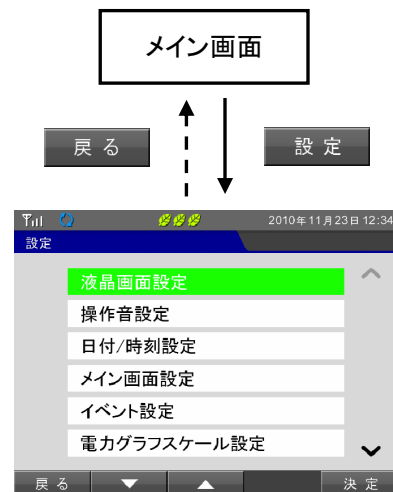 メイン画面
戻る
設定
2010年11月23日 12:34
設定
液晶画面設定
操作音設定
日付/時刻設定
メイン画面設定
イベント設定
電力グラフスケール設定
戻る ▼ ▲ 決定